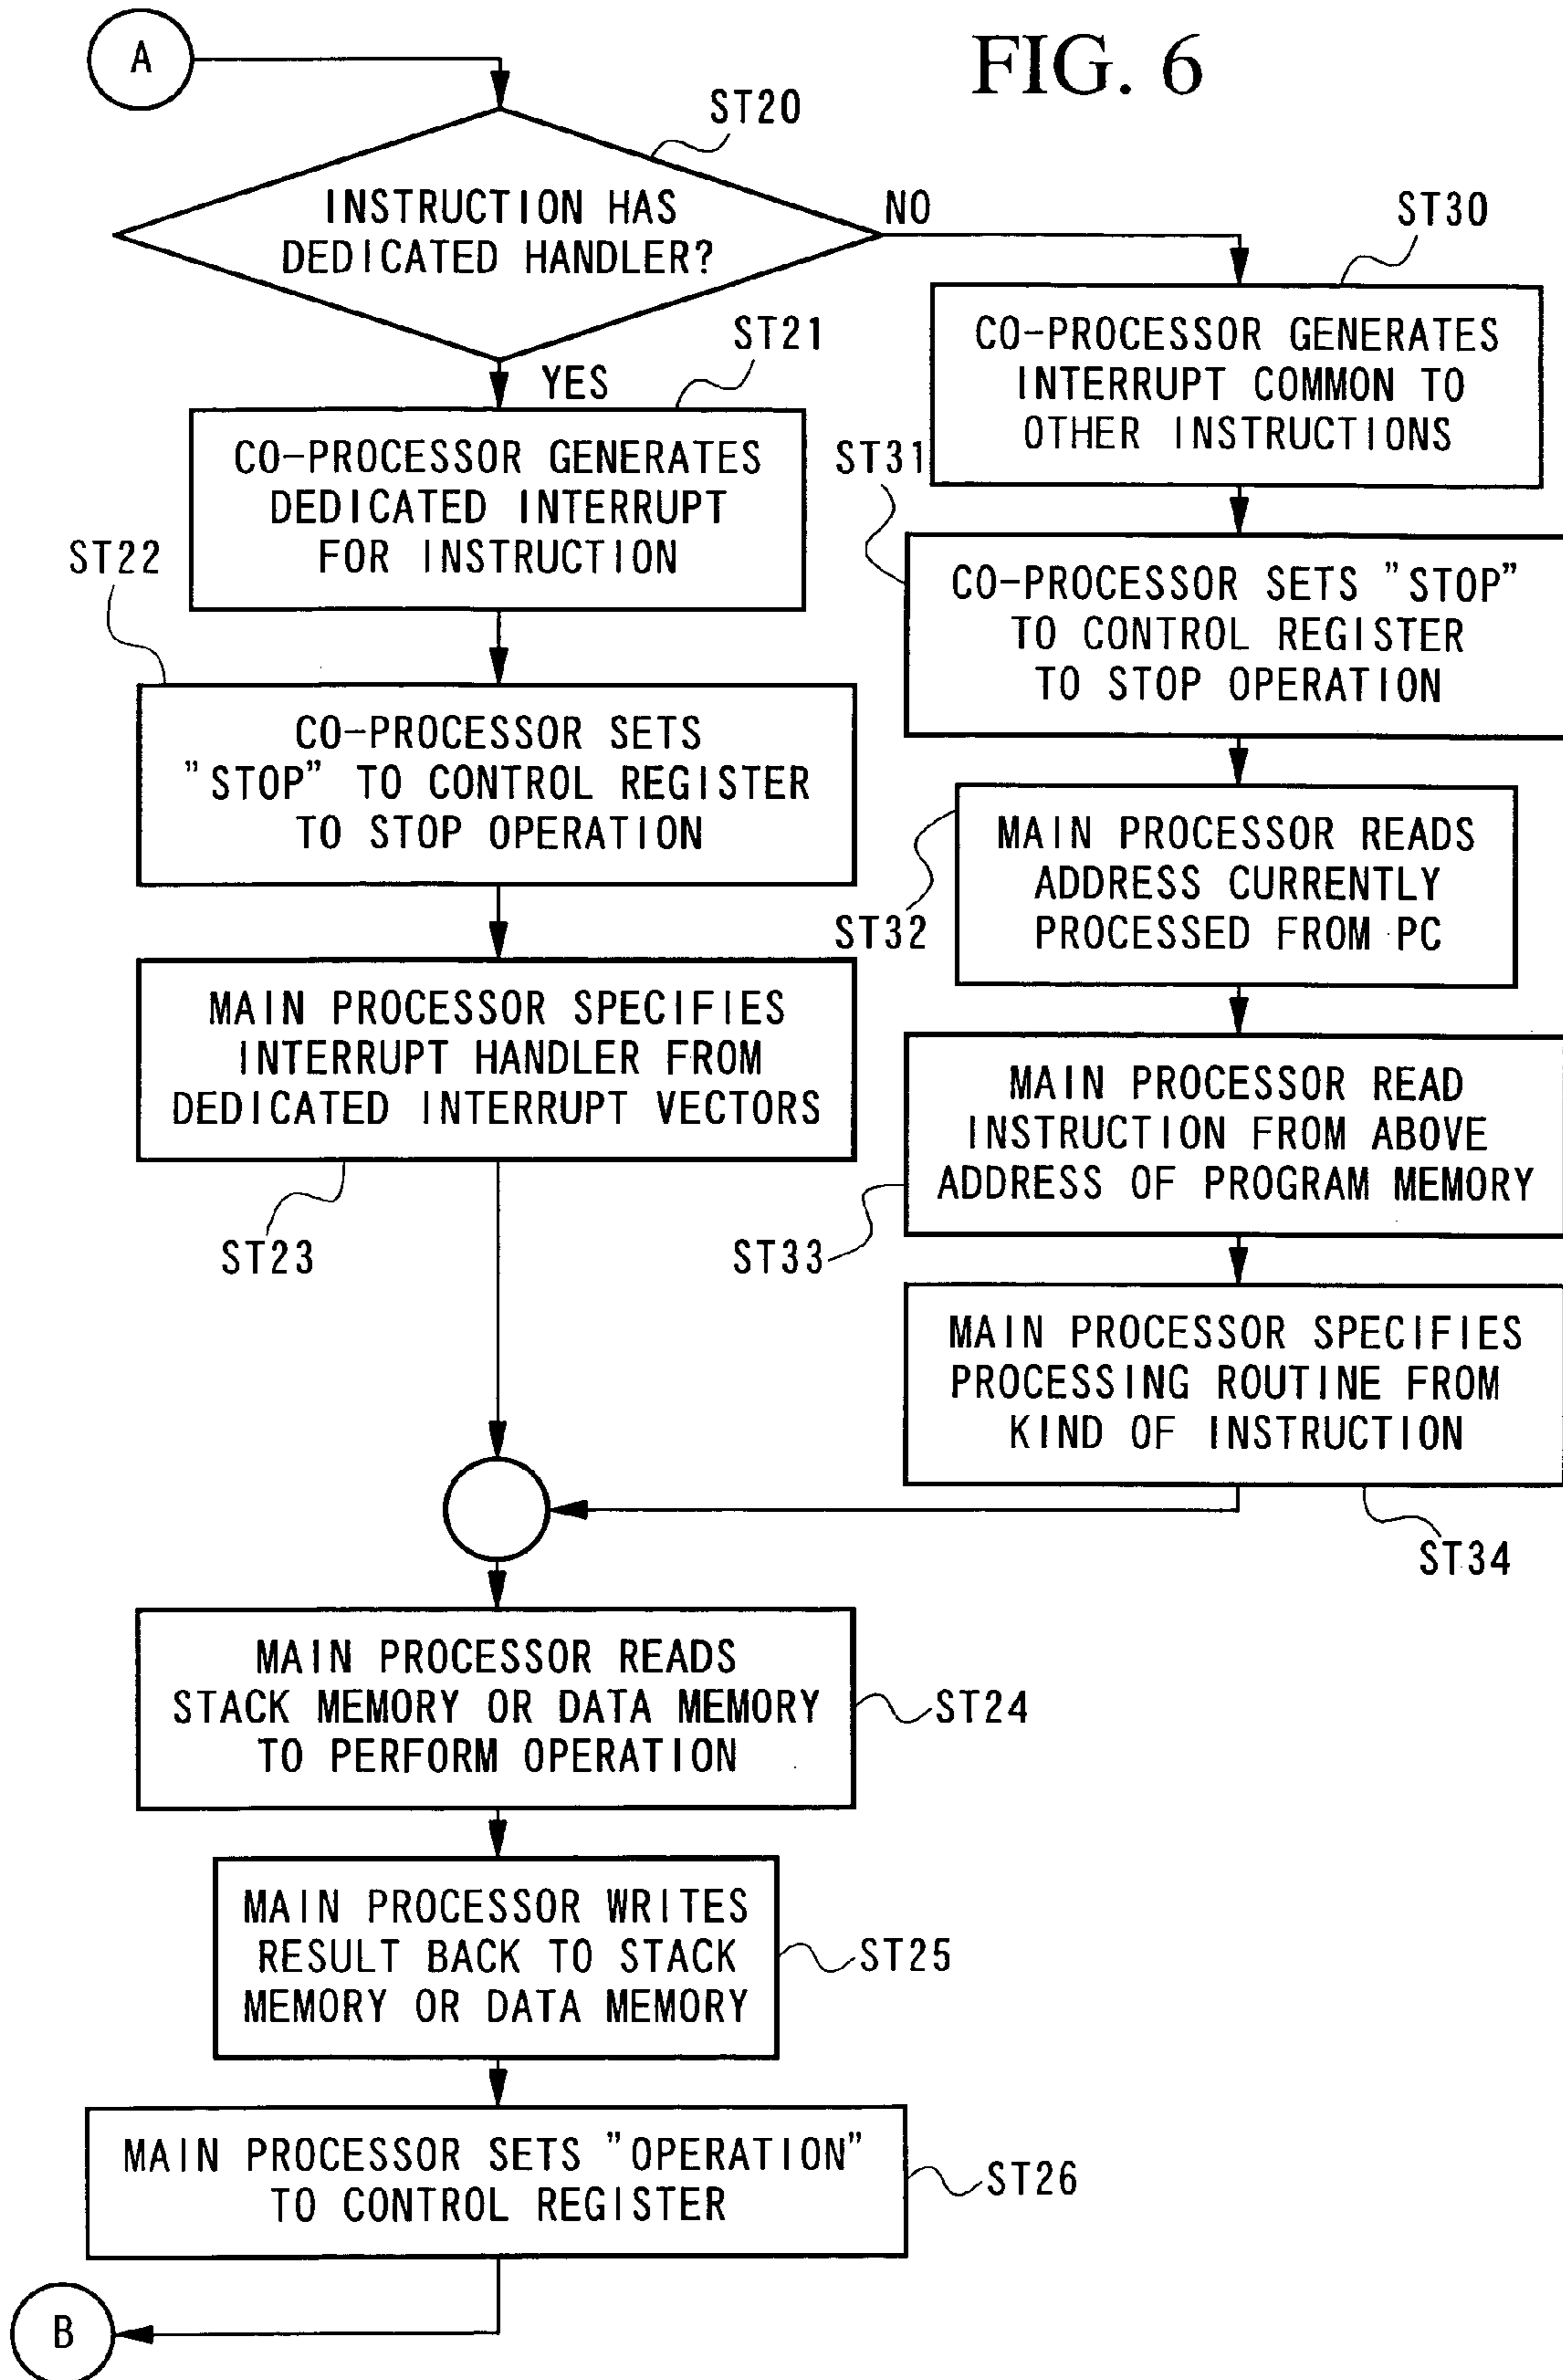 FIG. 6
A
ST20
INSTRUCTION HAS
DEDICATED HANDLER?
NO
YES
ST21
CO-PROCESSOR GENERATES
DEDICATED INTERRUPT
FOR INSTRUCTION
ST22
CO-PROCESSOR SETS
"STOP" TO CONTROL REGISTER
TO STOP OPERATION
MAIN PROCESSOR SPECIFIES
INTERRUPT HANDLER FROM
DEDICATED INTERRUPT VECTORS
ST23
ST30
CO-PROCESSOR GENERATES
INTERRUPT COMMON TO
OTHER INSTRUCTIONS
ST31
CO-PROCESSOR SETS "STOP"
TO CONTROL REGISTER
TO STOP OPERATION
MAIN PROCESSOR READS
ADDRESS CURRENTLY
PROCESSED FROM PC
ST32
MAIN PROCESSOR READ
INSTRUCTION FROM ABOVE
ADDRESS OF PROGRAM MEMORY
ST33
MAIN PROCESSOR SPECIFIES
PROCESSING ROUTINE FROM
KIND OF INSTRUCTION
ST34
MAIN PROCESSOR READS
STACK MEMORY OR DATA MEMORY
TO PERFORM OPERATION
ST24
MAIN PROCESSOR WRITES
RESULT BACK TO STACK
MEMORY OR DATA MEMORY
ST25
MAIN PROCESSOR SETS "OPERATION"
TO CONTROL REGISTER
ST26
B